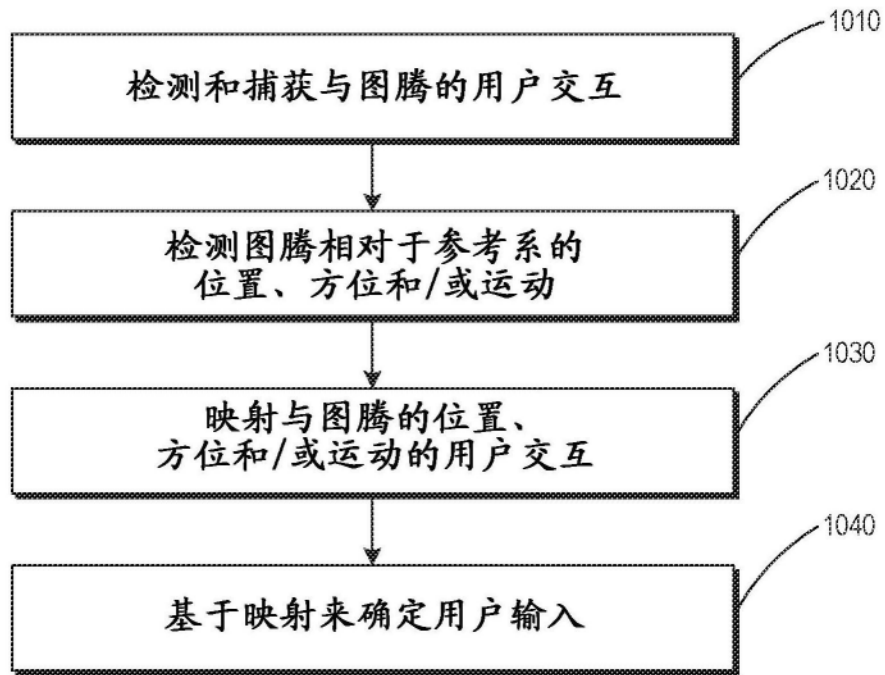 1010
检测和捕获与图腾的用户交互
1020
检测图腾相对于参考系的
位置、方位和/或运动
1030
映射与图腾的位置、
方位和/或运动的用户交互
1040
基于映射来确定用户输入